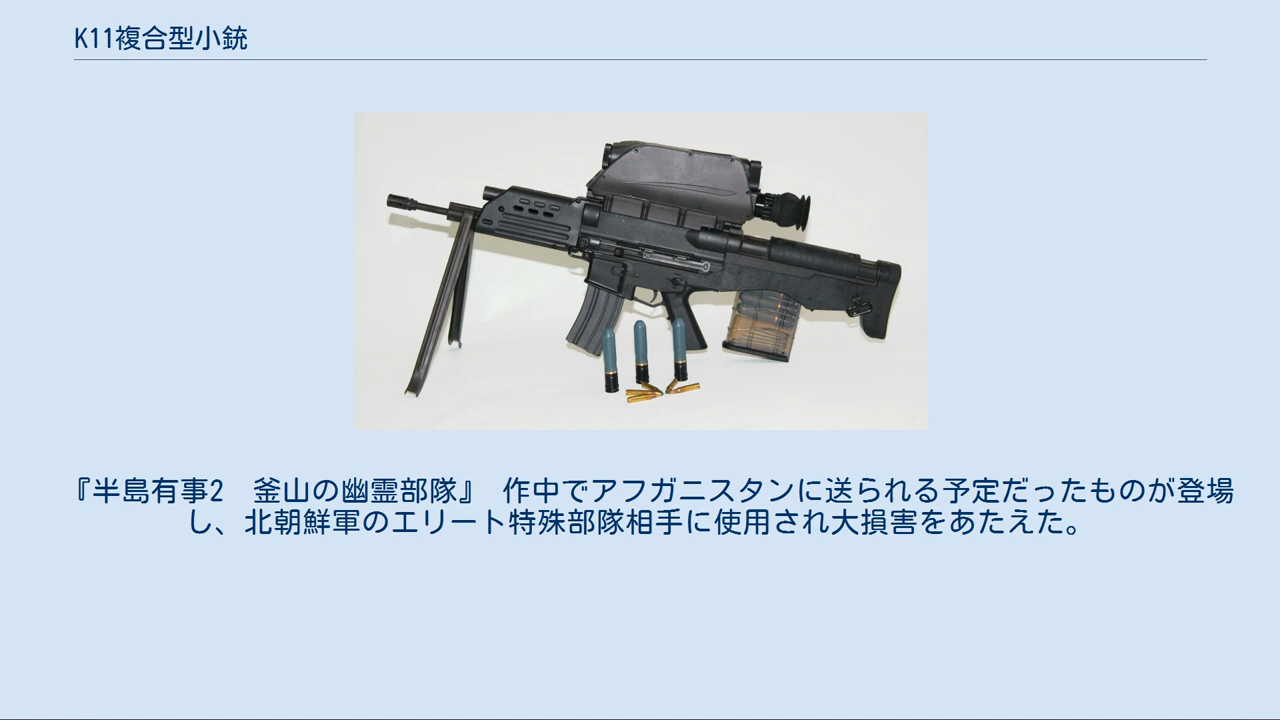 K11複合型小銃
『半島有事2　釜山の幽霊部隊』　作中でアフガニスタンに送られる予定だったものが登場
し、北朝鮮軍のエリート特殊部隊相手に使用され大損害をあたえた。